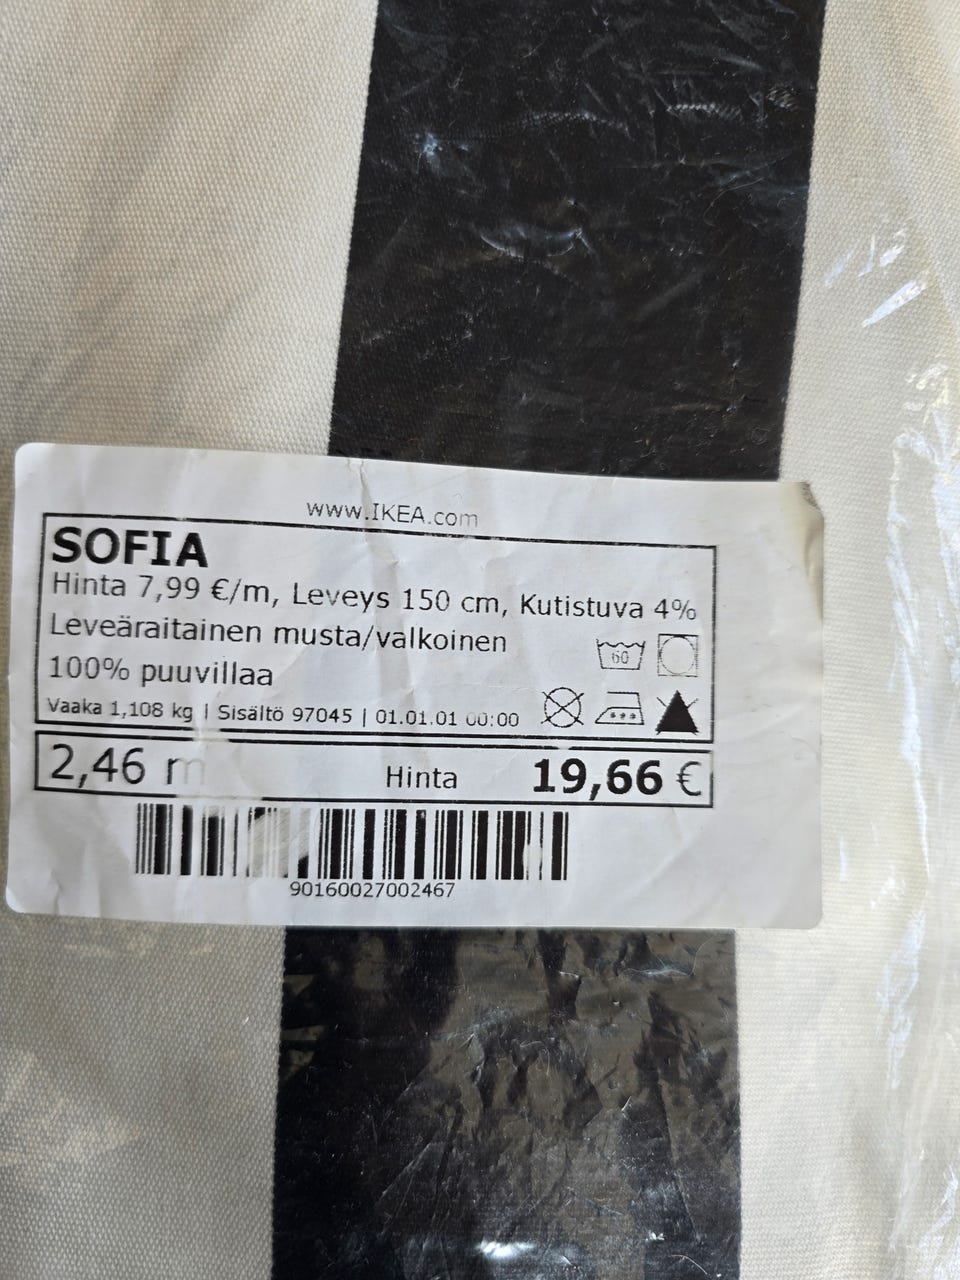 www.IKEA.com
SOFIA
Hinta 7,99 €/m, Leveys 150 cm, Kutistuva 4%
Leveäraitainen musta/valkoinen
60
100% puuvillaa
Vaaka 1,108 kg | Sisältö 97045 | 01.01.01 00:00
2,46 m Hinta 19,66 €
90160027002467